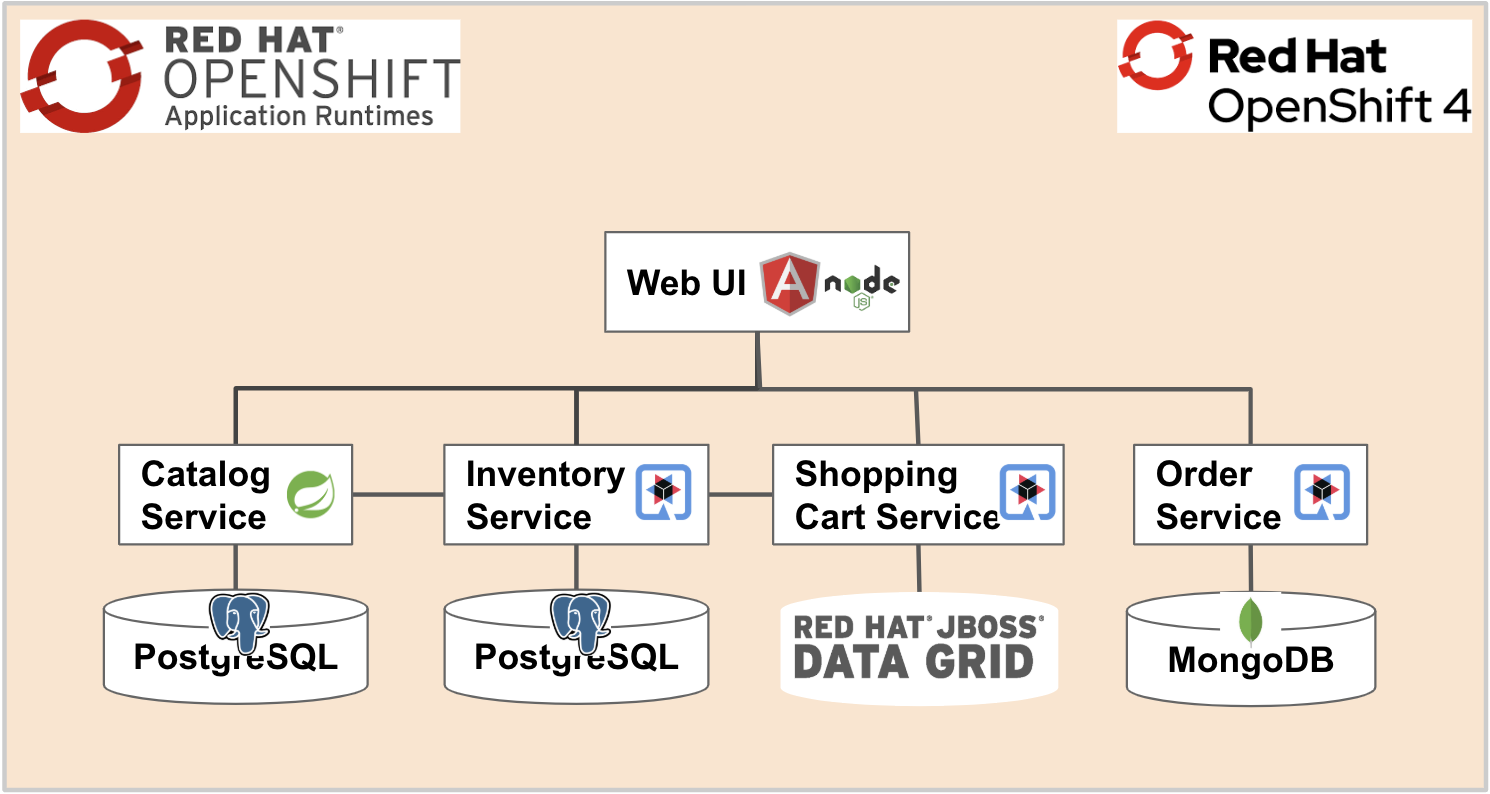 RED HAT®
OPENSHIFT
Application Runtimes
Red Hat
OpenShift 4
Web UI
node
JS
Catalog
Service
Inventory
Service
Shopping
Cart Service
Order
Service
PostgreSQL
PostgreSQL
RED HAT® JBOSS®
DATA GRID
MongoDB